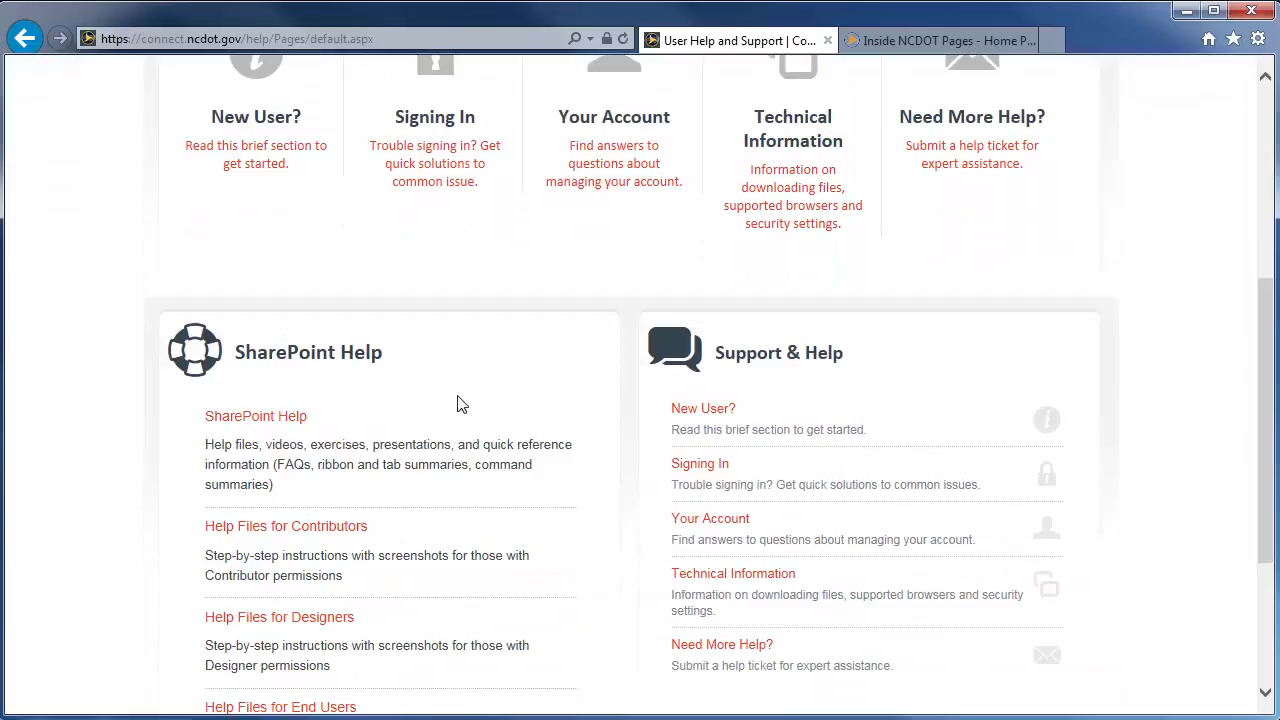 https://connect.ncdot.gov/help/Pages/default.aspx
User Help and Support | Co...
Inside NCDOT Pages - Home P...
New User?
Read this brief section to
get started.
Signing In
Trouble signing in? Get
quick solutions to
common issue.
Your Account
Find answers to
questions about
managing your account.
Technical
Information
Information on
downloading files,
supported browsers and
security settings.
Need More Help?
Submit a help ticket for
expert assistance.
SharePoint Help
SharePoint Help
Help files, videos, exercises, presentations, and quick reference
information (FAQs, ribbon and tab summaries, command
summaries)
Help Files for Contributors
Step-by-step instructions with screenshots for those with
Contributor permissions
Help Files for Designers
Step-by-step instructions with screenshots for those with
Designer permissions
Help Files for End Users
Support & Help
New User?
Read this brief section to get started.
Signing In
Trouble signing in? Get quick solutions to common issues.
Your Account
Find answers to questions about managing your account.
Technical Information
Information on downloading files, supported browsers and security
settings.
Need More Help?
Submit a help ticket for expert assistance.